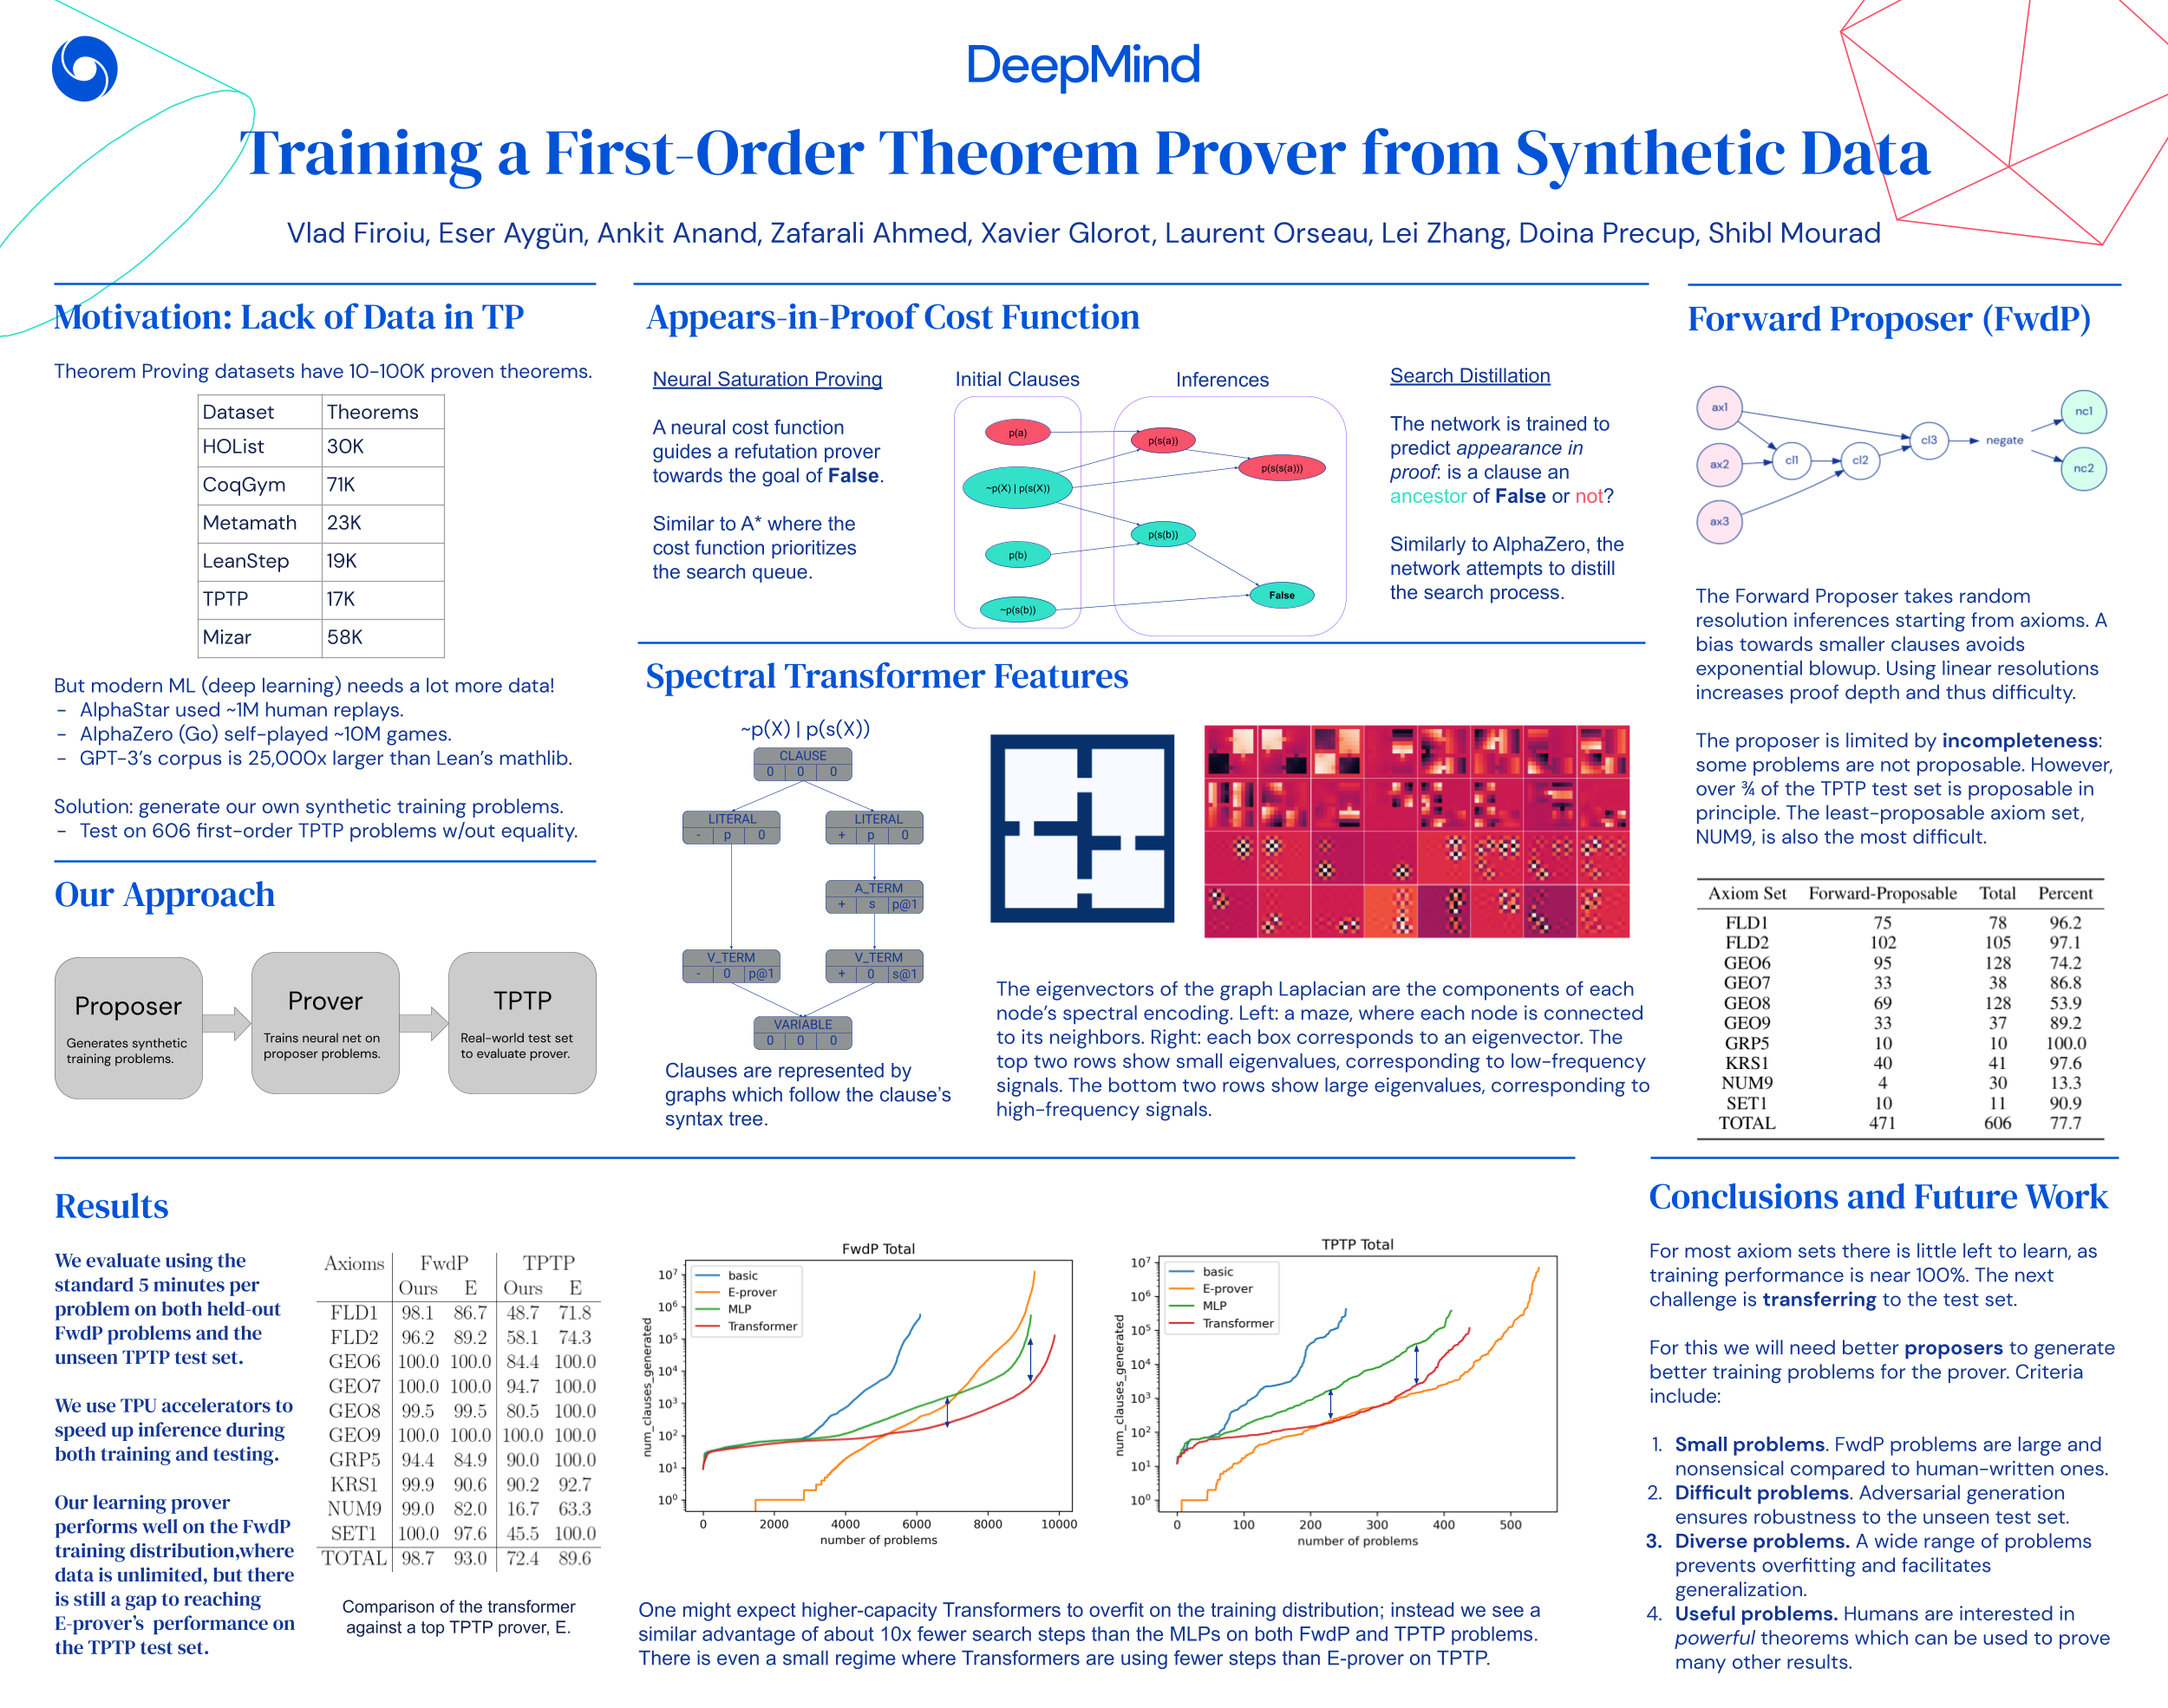 DeepMind
Training a First-Order Theorem Prover from Synthetic Data
Vlad Firoiu, Eser Aygün, Ankit Anand, Zafarali Ahmed, Xavier Glorot, Laurent Orseau, Lei Zhang, Doina Precup, Shibl Mourad
Motivation: Lack of Data in TP
Theorem Proving datasets have 10-100K proven theorems.
Dataset Theorems
HOList 30K
CoqGym 71K
Metamath 23K
LeanStep 19K
TPTP 17K
Mizar 58K
But modern ML (deep learning) needs a lot more data!
- AlphaStar used ~1M human replays.
- AlphaZero (Go) self-played ~10M games.
- GPT-3's corpus is 25,000x larger than Lean's mathlib.
Solution: generate our own synthetic training problems.
- Test on 606 first-order TPTP problems w/out equality.
Our Approach
Proposer
Generates synthetic
training problems.
Prover
Trains neural net on
proposer problems.
TPTP
Real-world test set
to evaluate prover.
Appears-in-Proof Cost Function
Neural Saturation Proving
A neural cost function
guides a refutation prover
towards the goal of False.
Similar to A* where the
cost function prioritizes
the search queue.
Initial Clauses
Inferences
p(a)
~p(X) | p(s(X))
p(b)
~p(s(b))
p(s(a))
p(s(s(a)))
p(s(b))
False
Search Distillation
The network is trained to
predict appearance in
proof: is a clause an
ancestor of False or not?
Similarly to AlphaZero, the
network attempts to distill
the search process.
Spectral Transformer Features
~p(X) | p(s(X))
CLAUSE
0 0 0
LITERAL
- p 0
LITERAL
+ p 0
A_TERM
+ s p@1
V_TERM
- 0 p@1
V_TERM
+ 0 s@1
VARIABLE
0 0 0
Clauses are represented by
graphs which follow the clause's
syntax tree.
The eigenvectors of the graph Laplacian are the components of each
node's spectral encoding. Left: a maze, where each node is connected
to its neighbors. Right: each box corresponds to an eigenvector. The
top two rows show small eigenvalues, corresponding to low-frequency
signals. The bottom two rows show large eigenvalues, corresponding to
high-frequency signals.
Forward Proposer (FwdP)
ax1
ax2
ax3
cl1
cl2
cl3
negate
nc1
nc2
The Forward Proposer takes random
resolution inferences starting from axioms. A
bias towards smaller clauses avoids
exponential blowup. Using linear resolutions
increases proof depth and thus difficulty.
The proposer is limited by incompleteness:
some problems are not proposable. However,
over ¾ of the TPTP test set is proposable in
principle. The least-proposable axiom set,
NUM9, is also the most difficult.
Axiom Set Forward-Proposable Total Percent
FLD1 75 78 96.2
FLD2 102 105 97.1
GEO6 95 128 74.2
GEO7 33 38 86.8
GEO8 69 128 53.9
GEO9 33 37 89.2
GRP5 10 10 100.0
KRS1 40 41 97.6
NUM9 4 30 13.3
SET1 10 11 90.9
TOTAL 471 606 77.7
Results
We evaluate using the
standard 5 minutes per
problem on both held-out
FwdP problems and the
unseen TPTP test set.
We use TPU accelerators to
speed up inference during
both training and testing.
Our learning prover
performs well on the FwdP
training distribution,where
data is unlimited, but there
is still a gap to reaching
E-prover's performance on
the TPTP test set.
Axioms FwdP TPTP
Ours E Ours E
FLD1 98.1 86.7 48.7 71.8
FLD2 96.2 89.2 58.1 74.3
GEO6 100.0 100.0 84.4 100.0
GEO7 100.0 100.0 94.7 100.0
GEO8 99.5 99.5 80.5 100.0
GEO9 100.0 100.0 100.0 100.0
GRP5 94.4 84.9 90.0 100.0
KRS1 99.9 90.6 90.2 92.7
NUM9 99.0 82.0 16.7 63.3
SET1 100.0 97.6 45.5 100.0
TOTAL 98.7 93.0 72.4 89.6
Comparison of the transformer
against a top TPTP prover, E.
FwdP Total
basic
E-prover
MLP
Transformer
num_clauses_generated
10⁷
10⁶
10⁵
10⁴
10³
10²
10¹
10⁰
0 2000 4000 6000 8000 10000
number of problems
TPTP Total
basic
E-prover
MLP
Transformer
num_clauses_generated
10⁷
10⁶
10⁵
10⁴
10³
10²
10¹
10⁰
0 100 200 300 400 500
number of problems
One might expect higher-capacity Transformers to overfit on the training distribution; instead we see a
similar advantage of about 10x fewer search steps than the MLPs on both FwdP and TPTP problems.
There is even a small regime where Transformers are using fewer steps than E-prover on TPTP.
Conclusions and Future Work
For most axiom sets there is little left to learn, as
training performance is near 100%. The next
challenge is transferring to the test set.
For this we will need better proposers to generate
better training problems for the prover. Criteria
include:
1. Small problems. FwdP problems are large and
nonsensical compared to human-written ones.
2. Difficult problems. Adversarial generation
ensures robustness to the unseen test set.
3. Diverse problems. A wide range of problems
prevents overfitting and facilitates
generalization.
4. Useful problems. Humans are interested in
powerful theorems which can be used to prove
many other results.